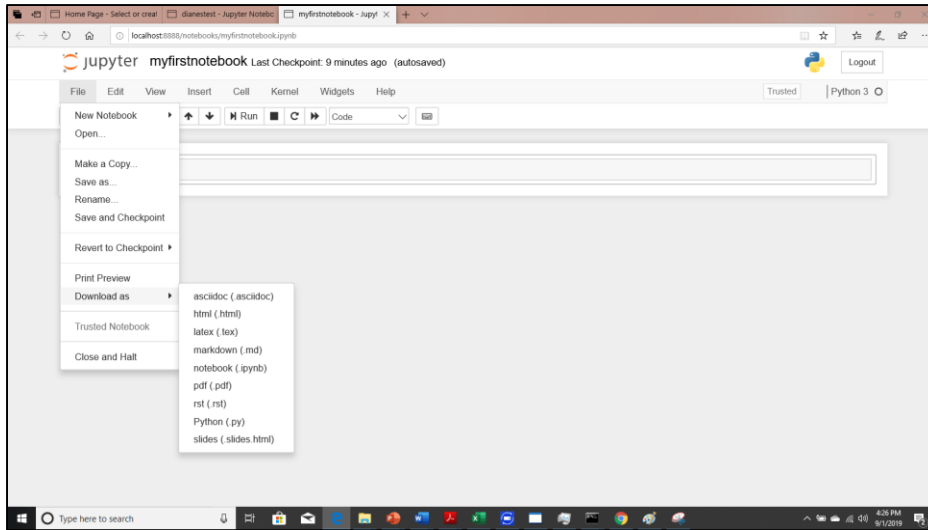 Home Page - Select or creat
dianestest - Jupyter Notebc
myfirstnotebook - Jupyt
localhost:8888/notebooks/myfirstnotebook.ipynb
jupyter myfirstnotebook Last Checkpoint: 9 minutes ago (autosaved)
Logout
File Edit View Insert Cell Kernel Widgets Help
Trusted
Python 3
Run
Code
New Notebook
Open...
Make a Copy...
Save as...
Rename...
Save and Checkpoint
Revert to Checkpoint
Print Preview
Download as
Trusted Notebook
Close and Halt
asciidoc (.asciidoc)
html (.html)
latex (.tex)
markdown (.md)
notebook (.ipynb)
pdf (.pdf)
rst (.rst)
Python (.py)
slides (.slides.html)
Type here to search
4:26 PM
9/1/2019